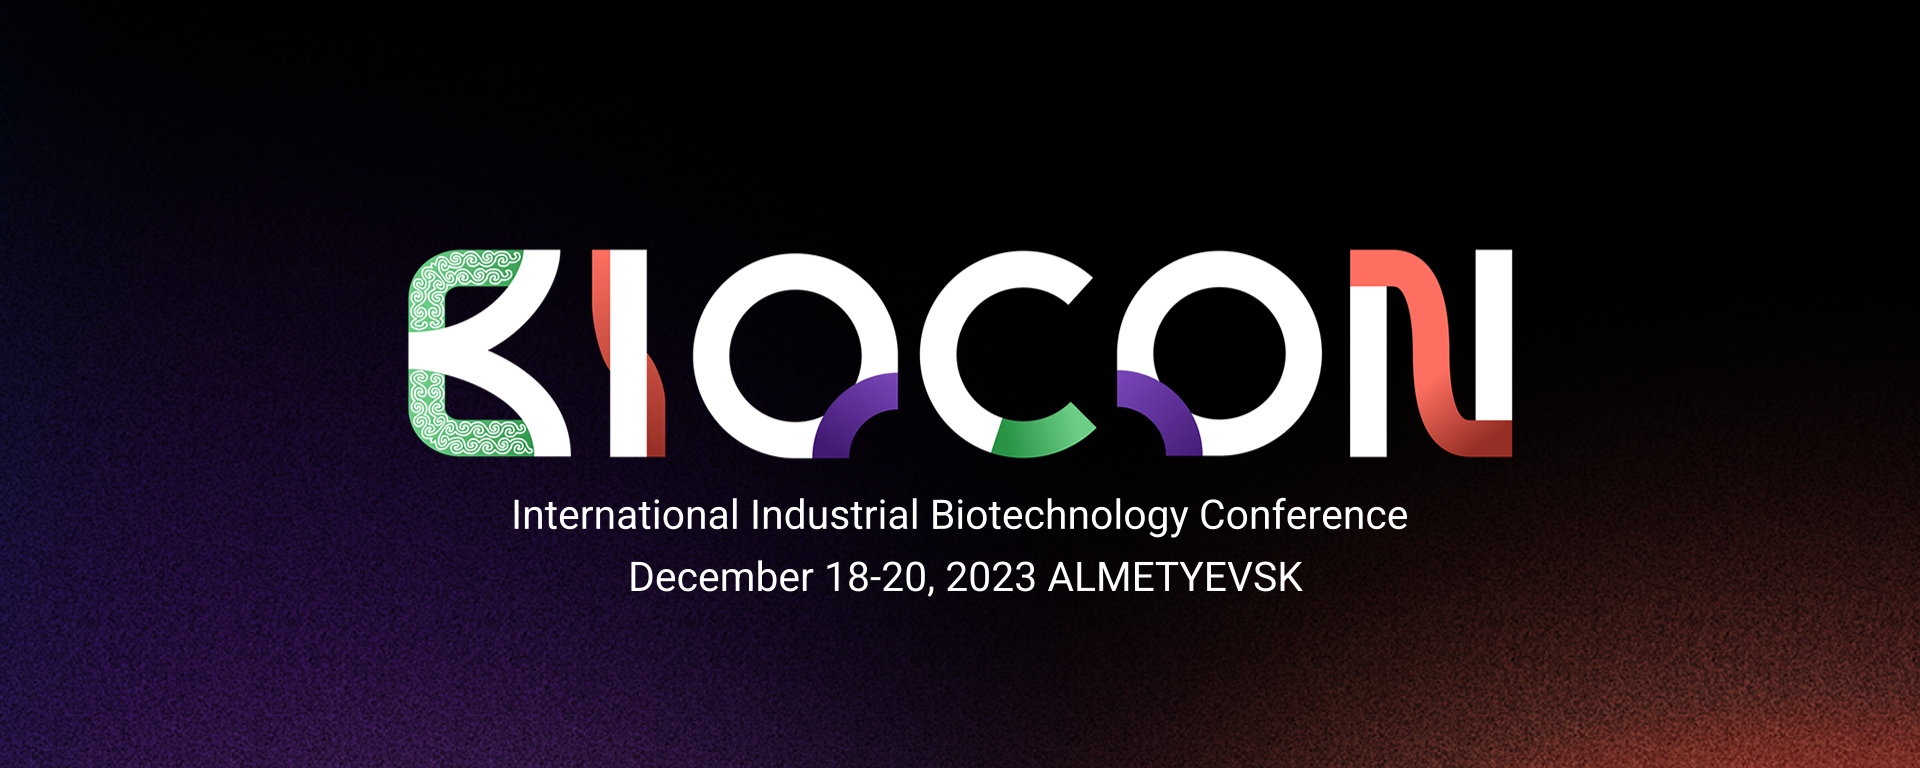 BIOCON
International Industrial Biotechnology Conference
December 18-20, 2023 ALMETYEVSK